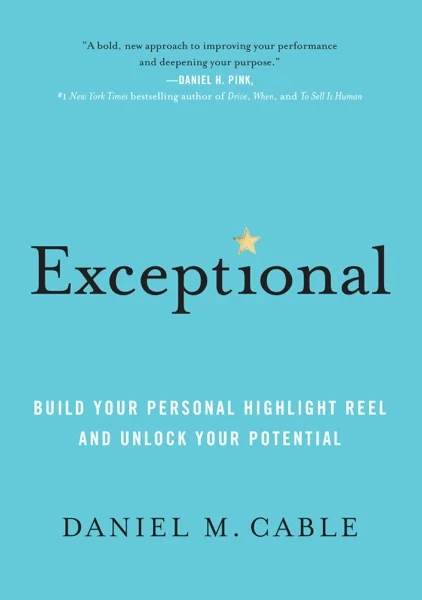 "A bold, new approach to improving your performance
and deepening your purpose."
—DANIEL H. PINK,
#1 New York Times bestselling author of Drive, When, and To Sell Is Human
Exceptional
BUILD YOUR PERSONAL HIGHLIGHT REEL
AND UNLOCK YOUR POTENTIAL
DANIEL M. CABLE